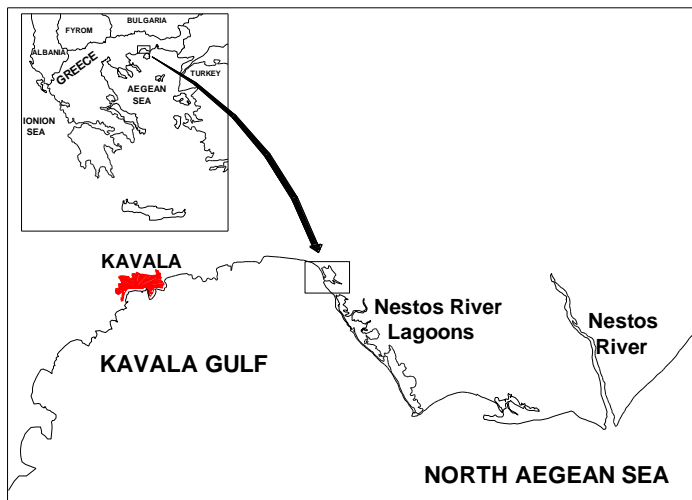 BULGARIA
FYROM
ALBANIA
GREECE
TURKEY
AEGEAN
SEA
IONION
SEA
KAVALA
Nestos River
Lagoons
Nestos
River
KAVALA GULF
NORTH AEGEAN SEA